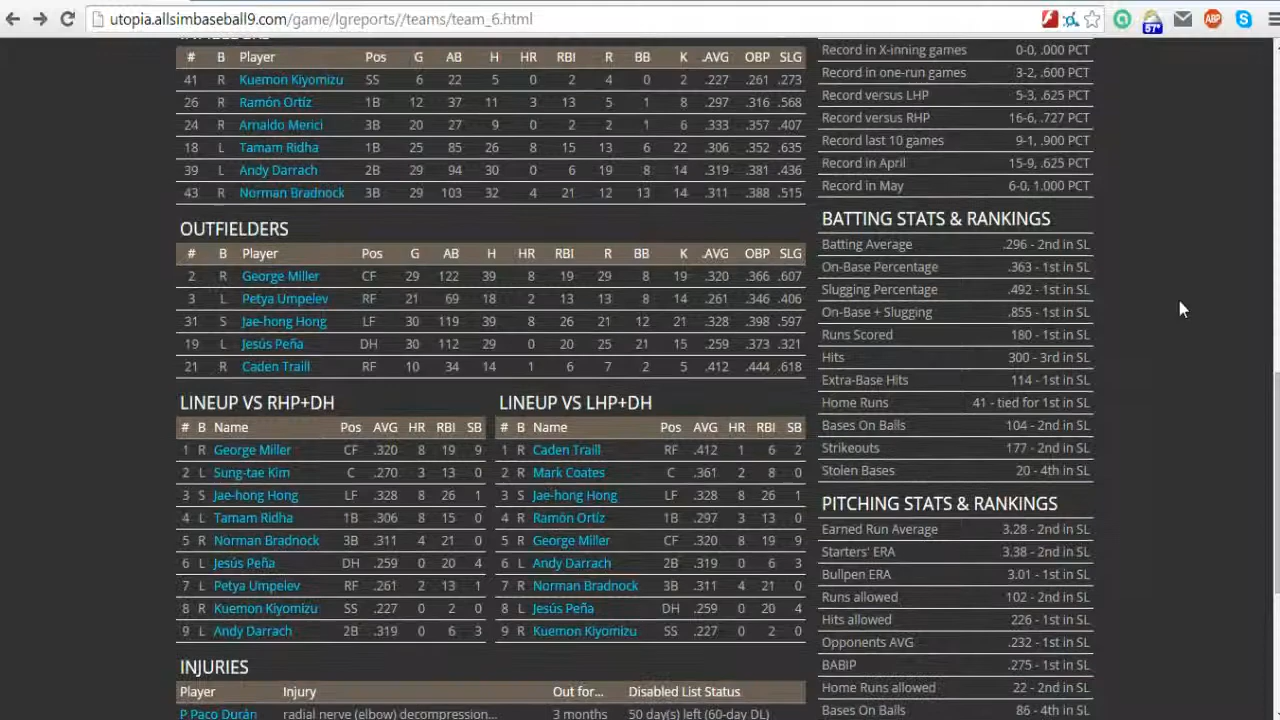 utopia.allsimbaseball9.com/game/lgreports//teams/team_6.html
57°
ABP
# B Player Pos G AB H HR RBI R BB K .AVG OBP SLG
41 R Kuemon Kiyomizu SS 6 22 5 0 2 4 0 2 .227 .261 .273
26 R Ramón Ortíz 1B 12 37 11 3 13 5 1 8 .297 .316 .568
24 R Arnaldo Merici 3B 20 27 9 0 2 2 1 6 .333 .357 .407
18 L Tamam Ridha 1B 25 85 26 8 15 13 6 22 .306 .352 .635
39 L Andy Darrach 2B 29 94 30 0 6 19 8 14 .319 .381 .436
43 R Norman Bradnock 3B 29 103 32 4 21 12 13 14 .311 .388 .515
OUTFIELDERS
# B Player Pos G AB H HR RBI R BB K .AVG OBP SLG
2 R George Miller CF 29 122 39 8 19 29 8 19 .320 .366 .607
3 L Petya Umpelev RF 21 69 18 2 13 13 8 14 .261 .346 .406
31 S Jae-hong Hong LF 30 119 39 8 26 21 12 21 .328 .398 .597
19 L Jesús Peña DH 30 112 29 0 20 25 21 15 .259 .373 .321
21 R Caden Traill RF 10 34 14 1 6 7 2 5 .412 .444 .618
LINEUP VS RHP+DH
# B Name Pos AVG HR RBI SB
1 R George Miller CF .320 8 19 9
2 L Sung-tae Kim C .270 3 13 0
3 S Jae-hong Hong LF .328 8 26 1
4 L Tamam Ridha 1B .306 8 15 0
5 R Norman Bradnock 3B .311 4 21 0
6 L Jesús Peña DH .259 0 20 4
7 L Petya Umpelev RF .261 2 13 1
8 R Kuemon Kiyomizu SS .227 0 2 0
9 L Andy Darrach 2B .319 0 6 3
LINEUP VS LHP+DH
# B Name Pos AVG HR RBI SB
1 R Caden Traill RF .412 1 6 2
2 R Mark Coates C .361 2 8 0
3 S Jae-hong Hong LF .328 8 26 1
4 R Ramón Ortíz 1B .297 3 13 0
5 R George Miller CF .320 8 19 9
6 L Andy Darrach 2B .319 0 6 3
7 R Norman Bradnock 3B .311 4 21 0
8 L Jesús Peña DH .259 0 20 4
9 R Kuemon Kiyomizu SS .227 0 2 0
INJURIES
Player Injury Out for... Disabled List Status
P Paco Durán radial nerve (elbow) decompression... 3 months 50 day(s) left (60-day DL)
Record in X-inning games 0-0, .000 PCT
Record in one-run games 3-2, .600 PCT
Record versus LHP 5-3, .625 PCT
Record versus RHP 16-6, .727 PCT
Record last 10 games 9-1, .900 PCT
Record in April 15-9, .625 PCT
Record in May 6-0, 1.000 PCT
BATTING STATS & RANKINGS
Batting Average .296 - 2nd in SL
On-Base Percentage .363 - 1st in SL
Slugging Percentage .492 - 1st in SL
On-Base + Slugging .855 - 1st in SL
Runs Scored 180 - 1st in SL
Hits 300 - 3rd in SL
Extra-Base Hits 114 - 1st in SL
Home Runs 41 - tied for 1st in SL
Bases On Balls 104 - 2nd in SL
Strikeouts 177 - 2nd in SL
Stolen Bases 20 - 4th in SL
PITCHING STATS & RANKINGS
Earned Run Average 3.28 - 2nd in SL
Starters' ERA 3.38 - 2nd in SL
Bullpen ERA 3.01 - 1st in SL
Runs allowed 102 - 2nd in SL
Hits allowed 226 - 1st in SL
Opponents AVG .232 - 1st in SL
BABIP .275 - 1st in SL
Home Runs allowed 22 - 2nd in SL
Bases On Balls 86 - 4th in SL